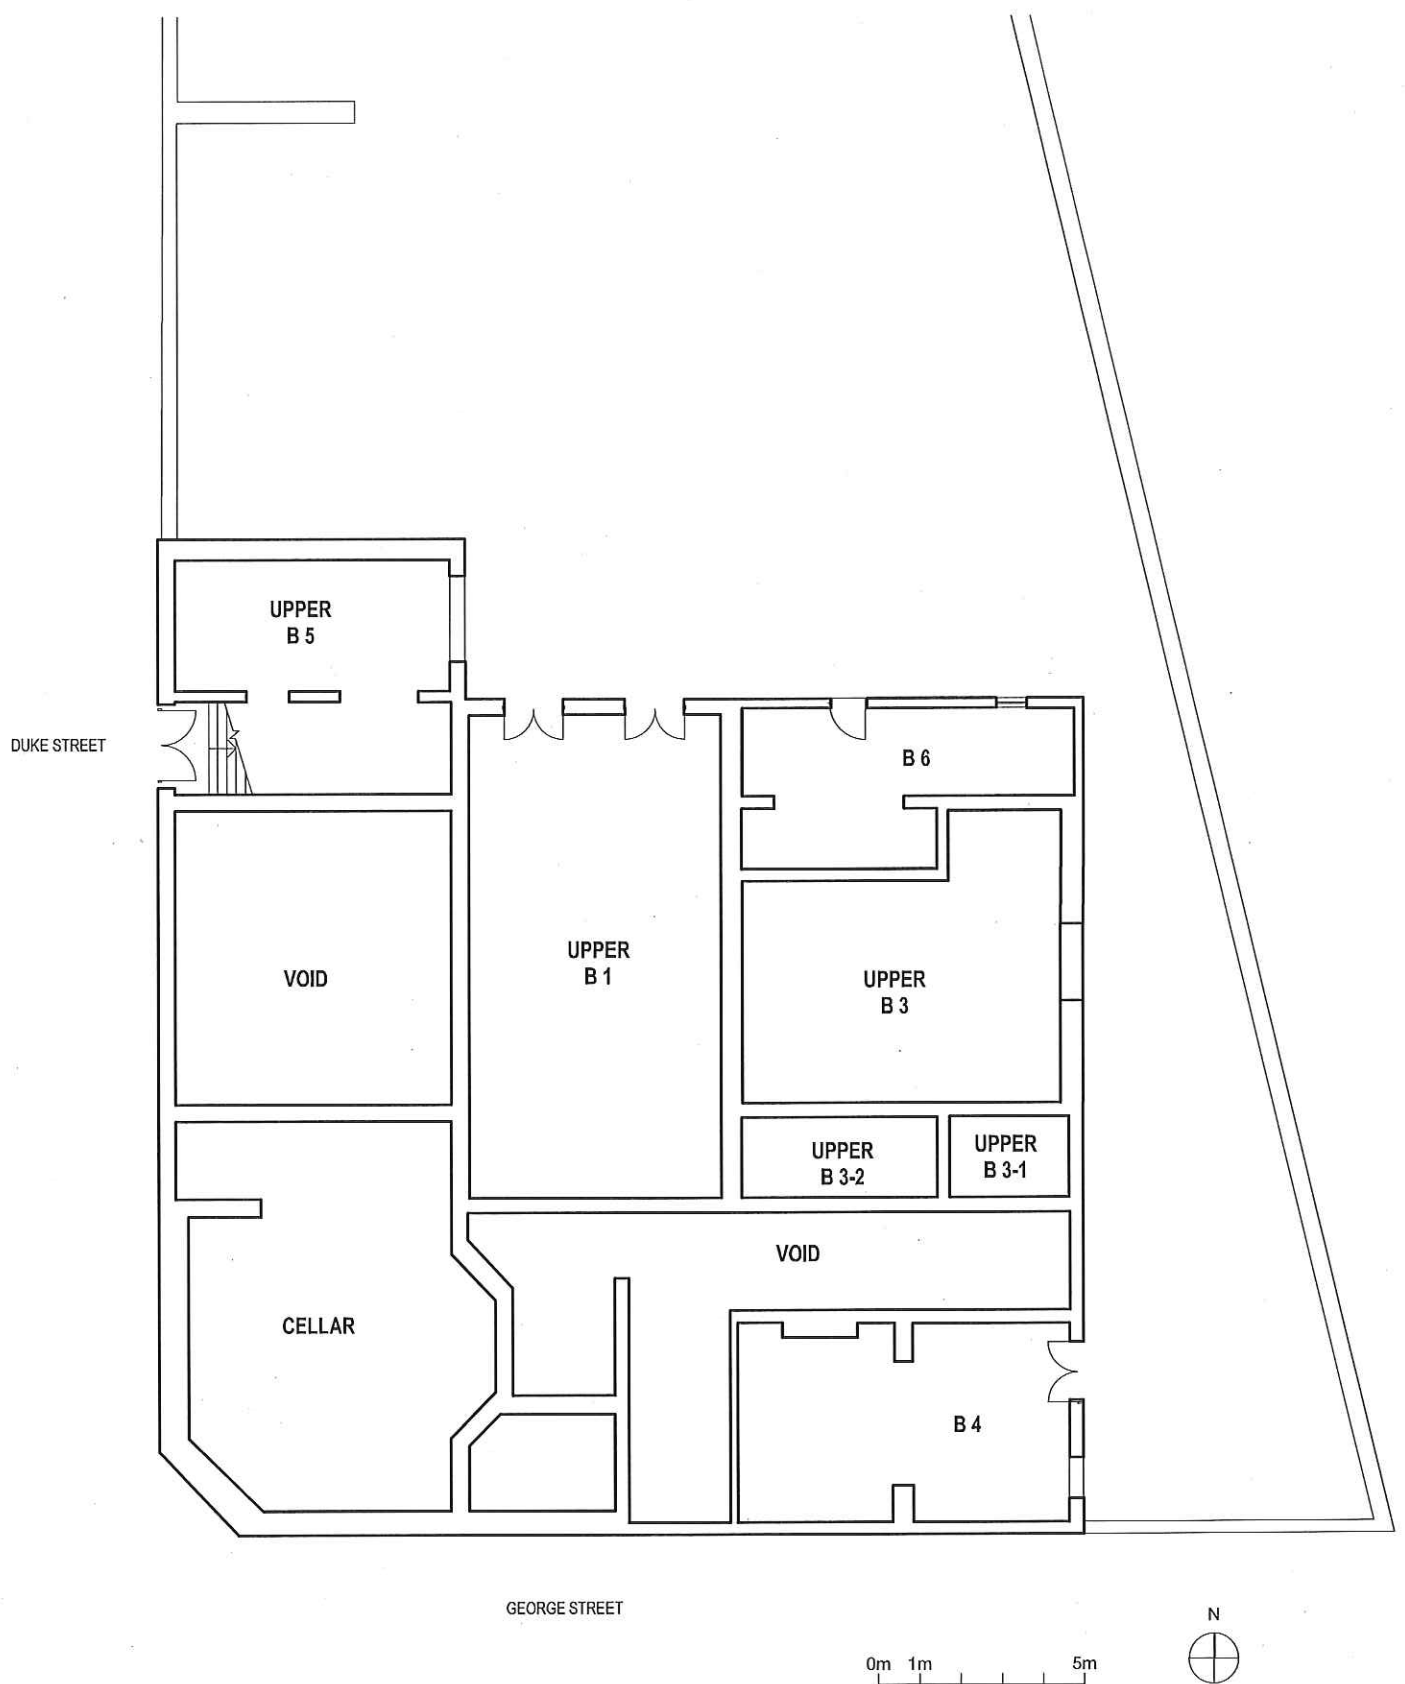 UPPER
B 5
DUKE STREET
B 6
UPPER
B 1
VOID
UPPER
B 3
UPPER
B 3-2
UPPER
B 3-1
VOID
CELLAR
B 4
GEORGE STREET
N
0m 1m 5m